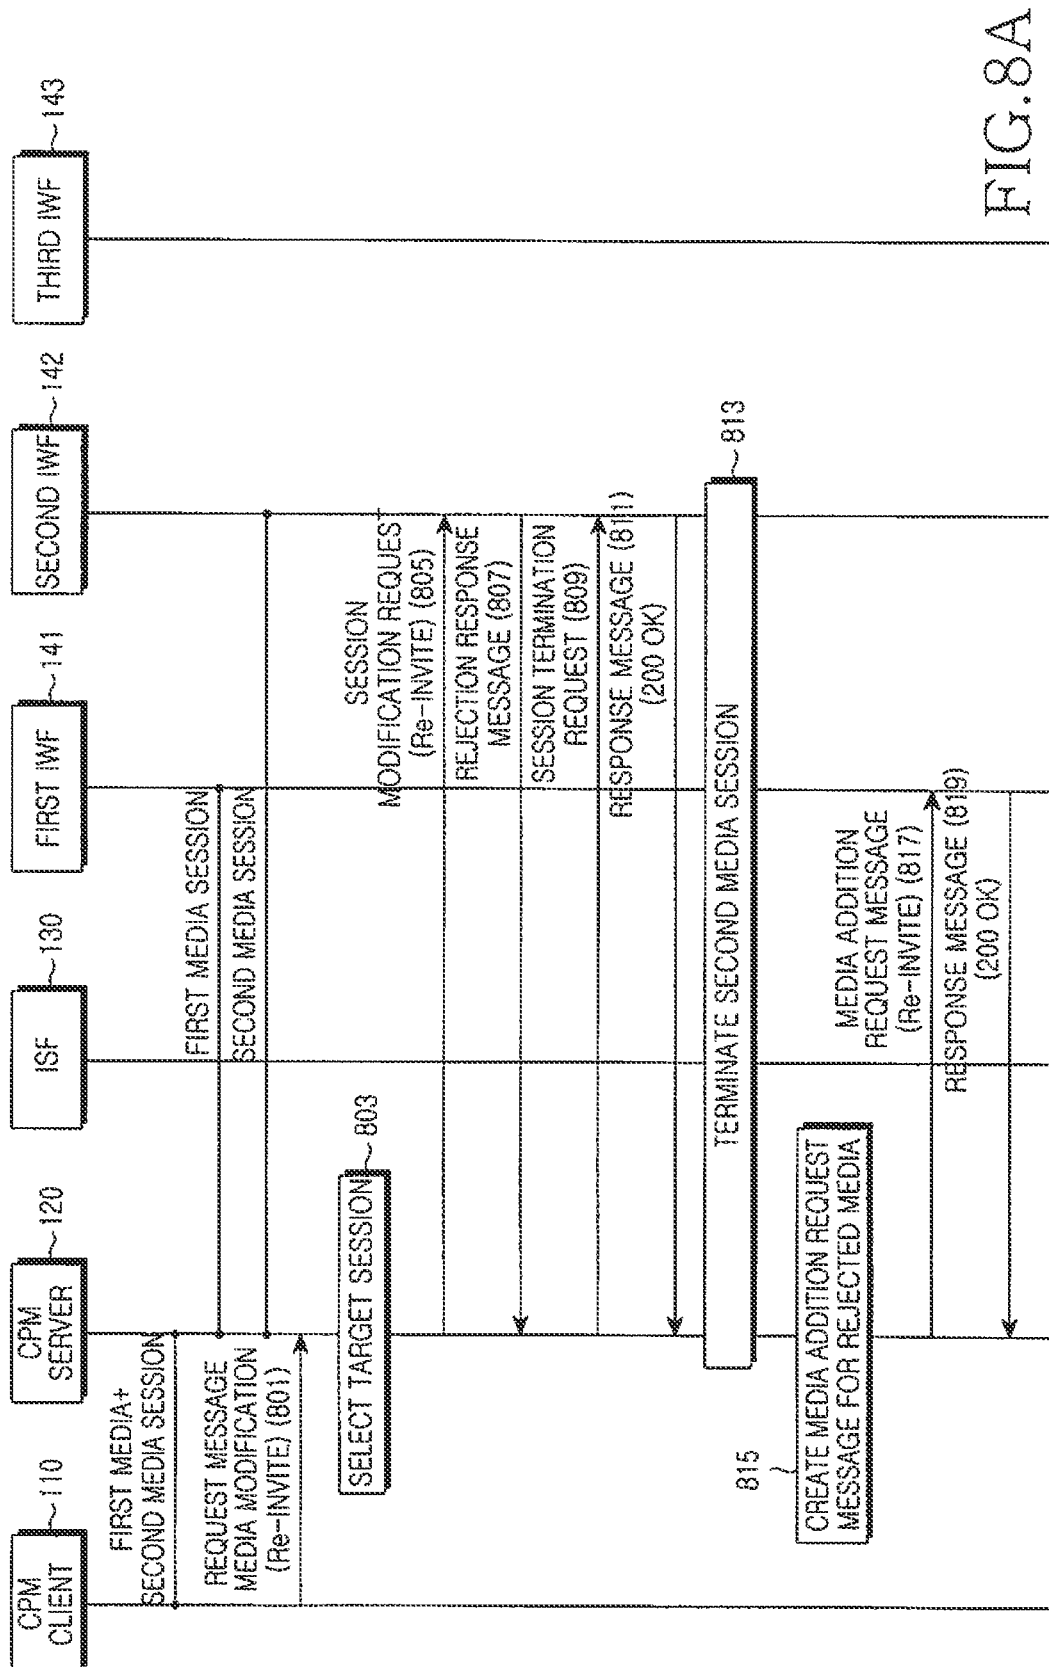 CPM
CLIENT
110
CPM
SERVER
120
ISF
130
FIRST IWF
141
SECOND IWF
142
THIRD IWF
143
FIRST MEDIA+
SECOND MEDIA SESSION
FIRST MEDIA SESSION
SECOND MEDIA SESSION
REQUEST MESSAGE
MEDIA MODIFICATION
(Re-INVITE) (801)
SELECT TARGET SESSION
803
SESSION
MODIFICATION REQUEST
(Re-INVITE) (805)
REJECTION RESPONSE
MESSAGE (807)
SESSION TERMINATION
REQUEST (809)
RESPONSE MESSAGE (811)
(200 OK)
TERMINATE SECOND MEDIA SESSION
813
815
CREATE MEDIA ADDITION REQUEST
MESSAGE FOR REJECTED MEDIA
MEDIA ADDITION
REQUEST MESSAGE
(Re-INVITE) (817)
RESPONSE MESSAGE (819)
(200 OK)
FIG.8A